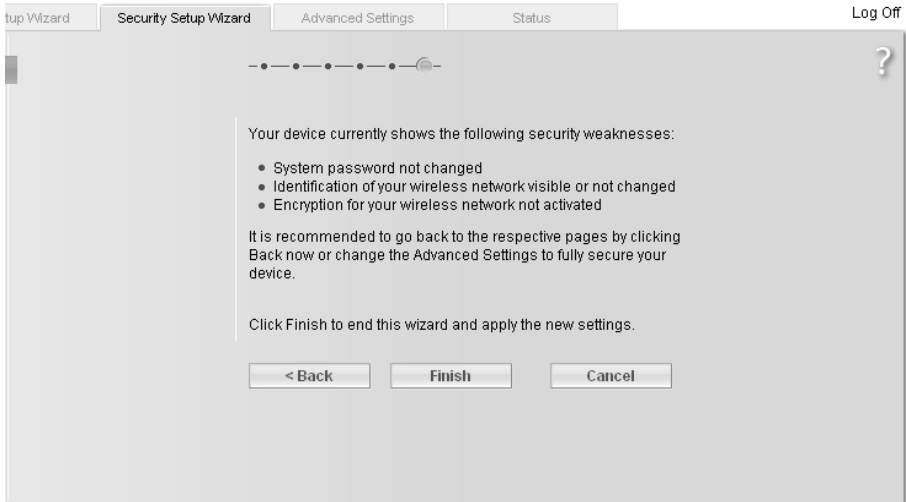 tup Wizard
Security Setup Wizard
Advanced Settings
Status
Log Off
?
Your device currently shows the following security weaknesses:
• System password not changed
• Identification of your wireless network visible or not changed
• Encryption for your wireless network not activated
It is recommended to go back to the respective pages by clicking
Back now or change the Advanced Settings to fully secure your
device.
Click Finish to end this wizard and apply the new settings.
< Back
Finish
Cancel